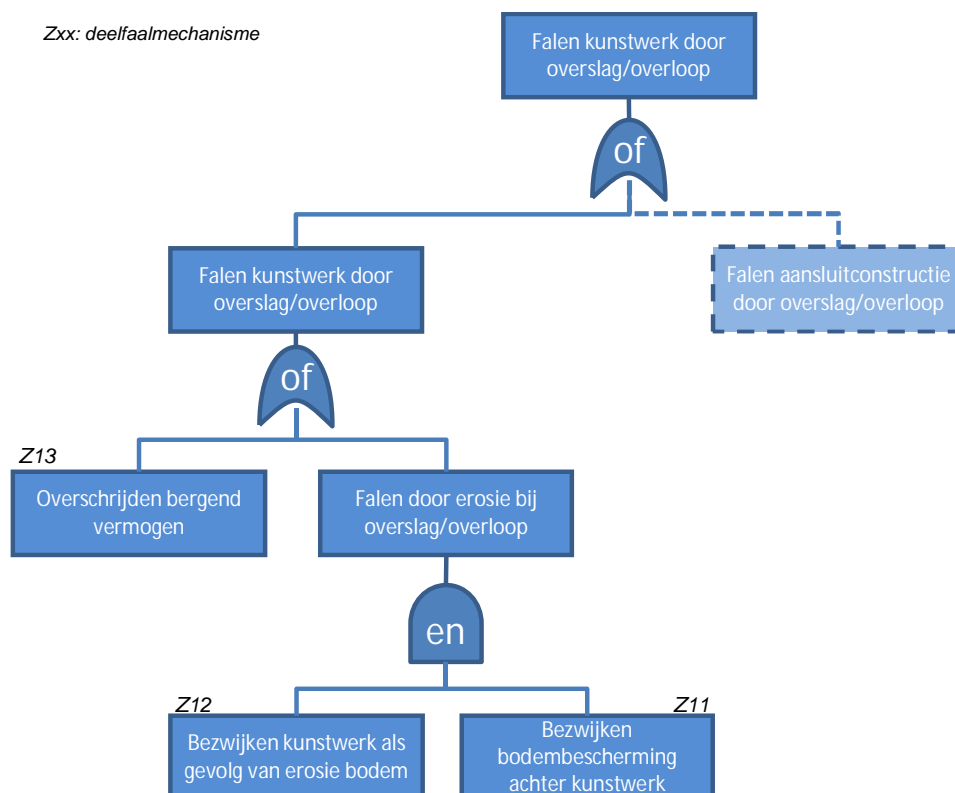 Zxx: deelfaalmechanisme
Falen kunstwerk door
overslag/overloop
of
Falen kunstwerk door
overslag/overloop
Falen aansluitconstructie
door overslag/overloop
of
Z13
Overschrijden bergend
vermogen
Falen door erosie bij
overslag/overloop
en
Z12
Bezwijken kunstwerk als
gevolg van erosie bodem
Z11
Bezwijken
bodembescherming
achter kunstwerk